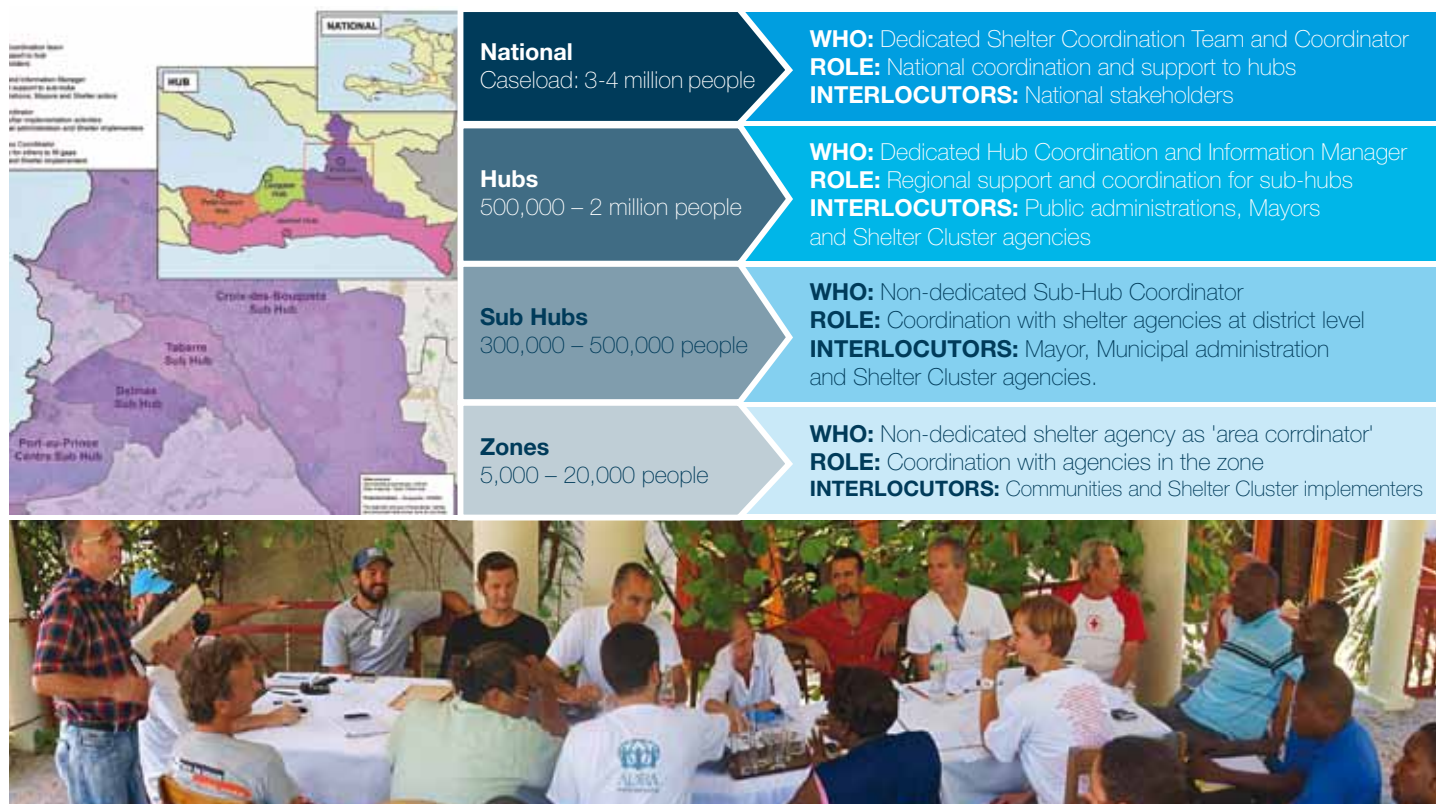 NATIONAL
HUB
Croix-des-Bouquets
Sub Hub
Tabarre
Sub Hub
Delmas
Sub Hub
Port-au-Prince
Centre Sub Hub
National
Caseload: 3-4 million people
WHO: Dedicated Shelter Coordination Team and Coordinator
ROLE: National coordination and support to hubs
INTERLOCUTORS: National stakeholders
Hubs
500,000 – 2 million people
WHO: Dedicated Hub Coordination and Information Manager
ROLE: Regional support and coordination for sub-hubs
INTERLOCUTORS: Public administrations, Mayors
and Shelter Cluster agencies
Sub Hubs
300,000 – 500,000 people
WHO: Non-dedicated Sub-Hub Coordinator
ROLE: Coordination with shelter agencies at district level
INTERLOCUTORS: Mayor, Municipal administration
and Shelter Cluster agencies.
Zones
5,000 – 20,000 people
WHO: Non-dedicated shelter agency as 'area corrdinator'
ROLE: Coordination with agencies in the zone
INTERLOCUTORS: Communities and Shelter Cluster implementers
ADRA